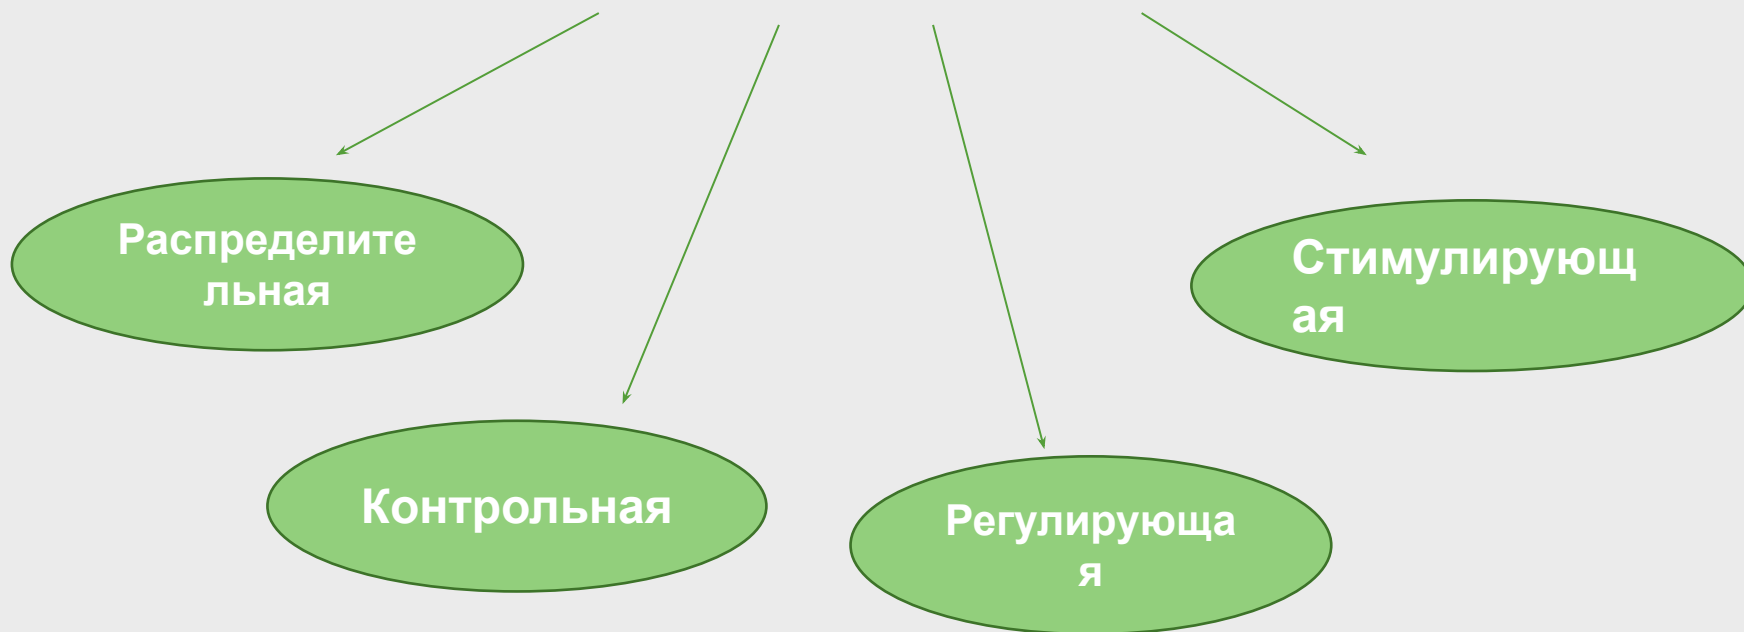 Распределите
льная
Стимулирующ
ая
Контрольная
Регулирующа
я